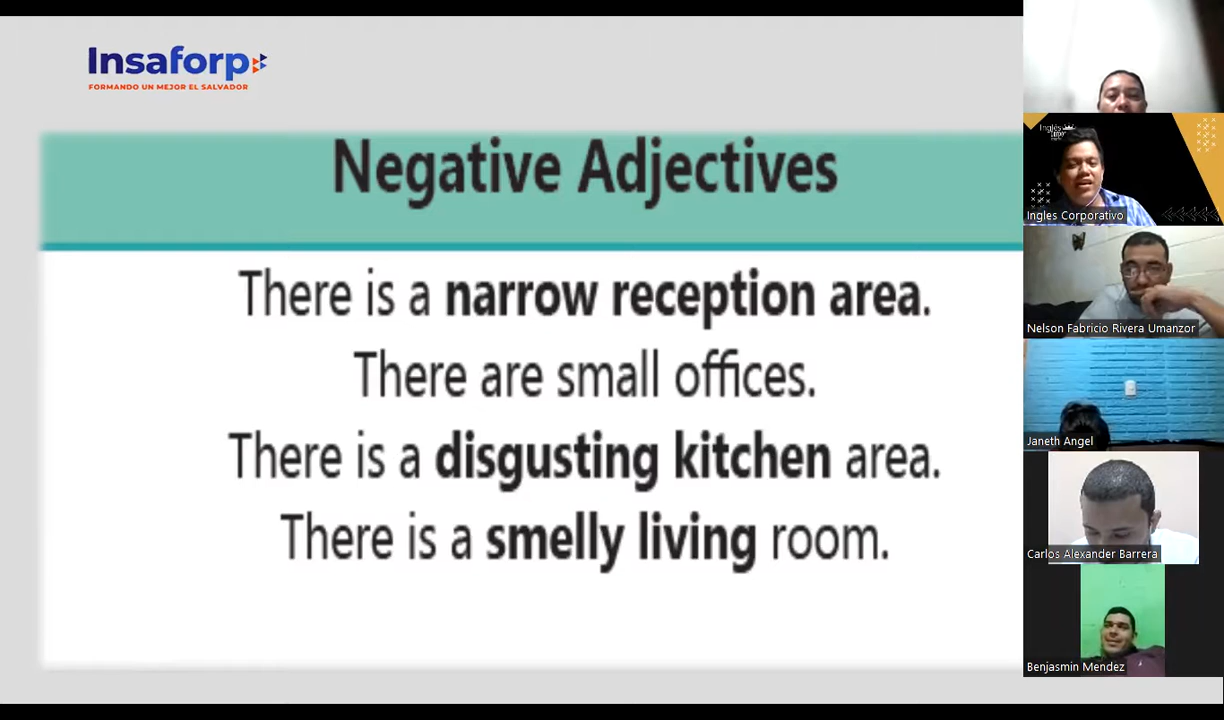 Insaforp
FORMANDO UN MEJOR EL SALVADOR
Negative Adjectives
There is a narrow reception area.
There are small offices.
There is a disgusting kitchen area.
There is a smelly living room.
Inglés
Ingles Corporativo
Nelson Fabricio Rivera Umanzor
Janeth Angel
Carlos Alexander Barrera
Benjasmin Mendez